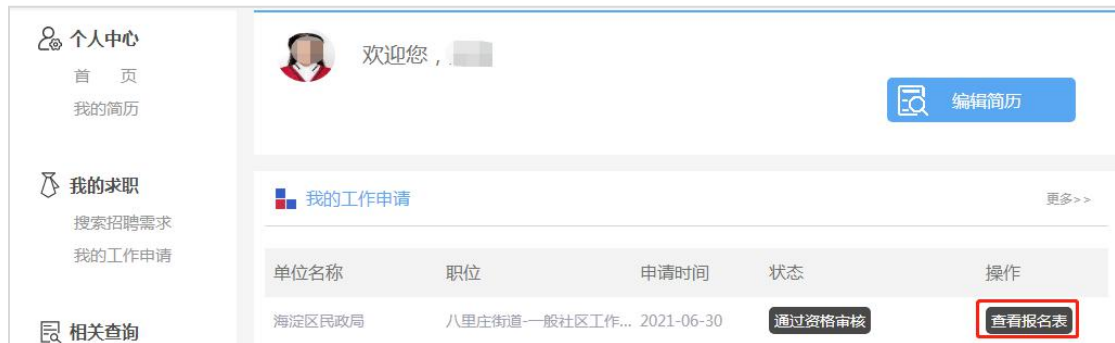 个人中心
首 页
我的简历
我的求职
搜索招聘需求
我的工作申请
相关查询
欢迎您，
编辑简历
我的工作申请
更多>>
单位名称 职位 申请时间 状态 操作
海淀区民政局 八里庄街道-一般社区工作... 2021-06-30 通过资格审核 查看报名表